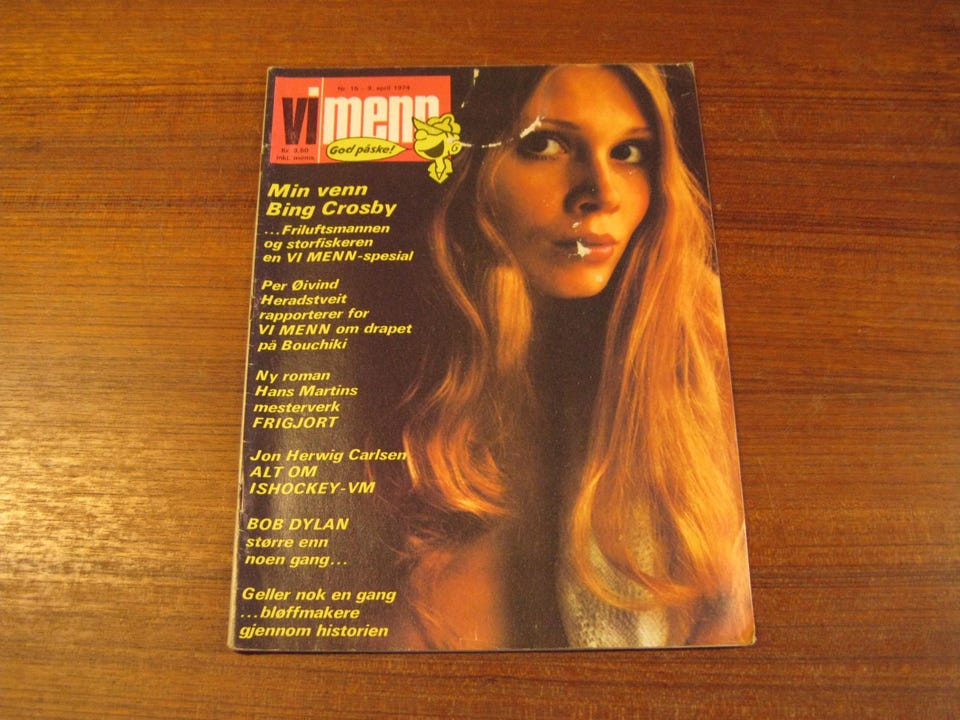 Nr. 15 - 9. april 1974
vi menn
Kr. 3,50
inkl. moms.
God påske!
Min venn
Bing Crosby
...Friluftsmannen
og storfiskeren
en VI MENN-spesial
Per Øivind
Heradstveit
rapporterer for
VI MENN om drapet
på Bouchiki
Ny roman
Hans Martins
mesterverk
FRIGJORT
Jon Herwig Carlsen
ALT OM
ISHOCKEY-VM
BOB DYLAN
større enn
noen gang...
Geller nok en gang
...bløffmakere
gjennom historien